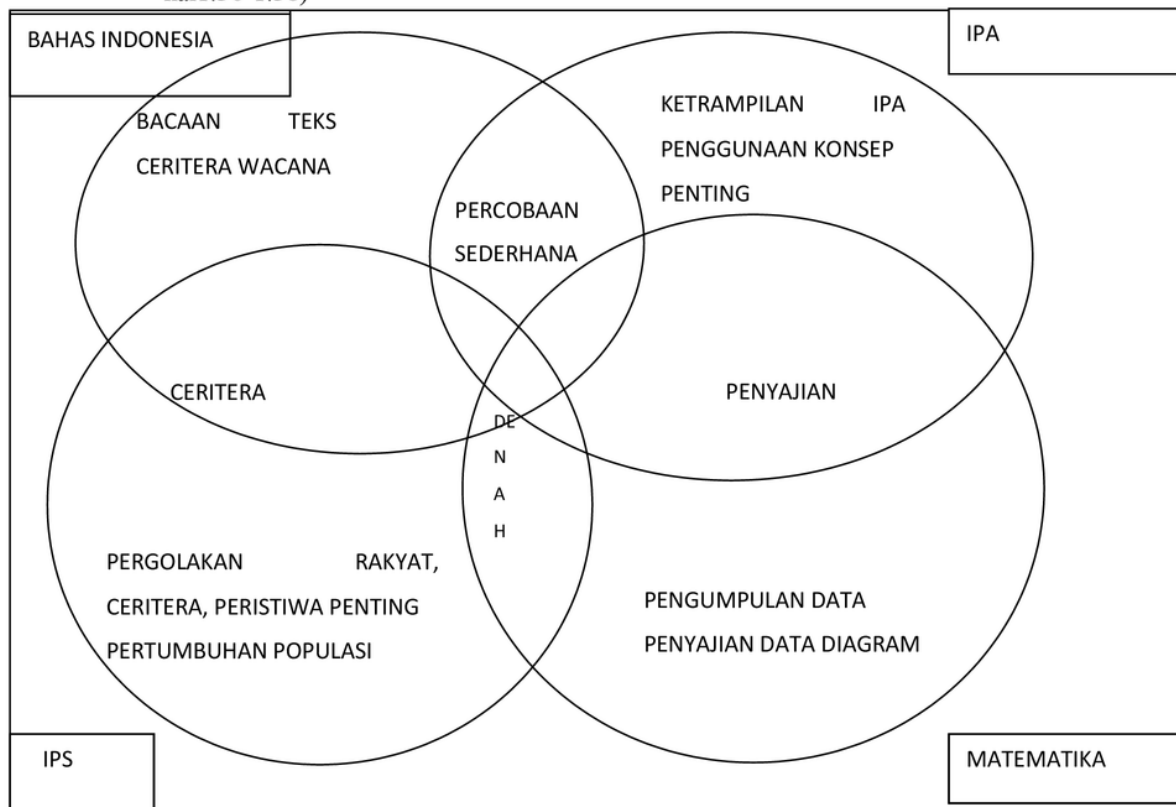 BAHAS INDONESIA
IPA
BACAAN TEKS
CERITERA WACANA
KETRAMPILAN IPA
PENGGUNAAN KONSEP
PENTING
PERCOBAAN
SEDERHANA
CERITERA
PENYAJIAN
DE
N
A
H
PERGOLAKAN RAKYAT,
CERITERA, PERISTIWA PENTING
PERTUMBUHAN POPULASI
PENGUMPULAN DATA
PENYAJIAN DATA DIAGRAM
IPS
MATEMATIKA